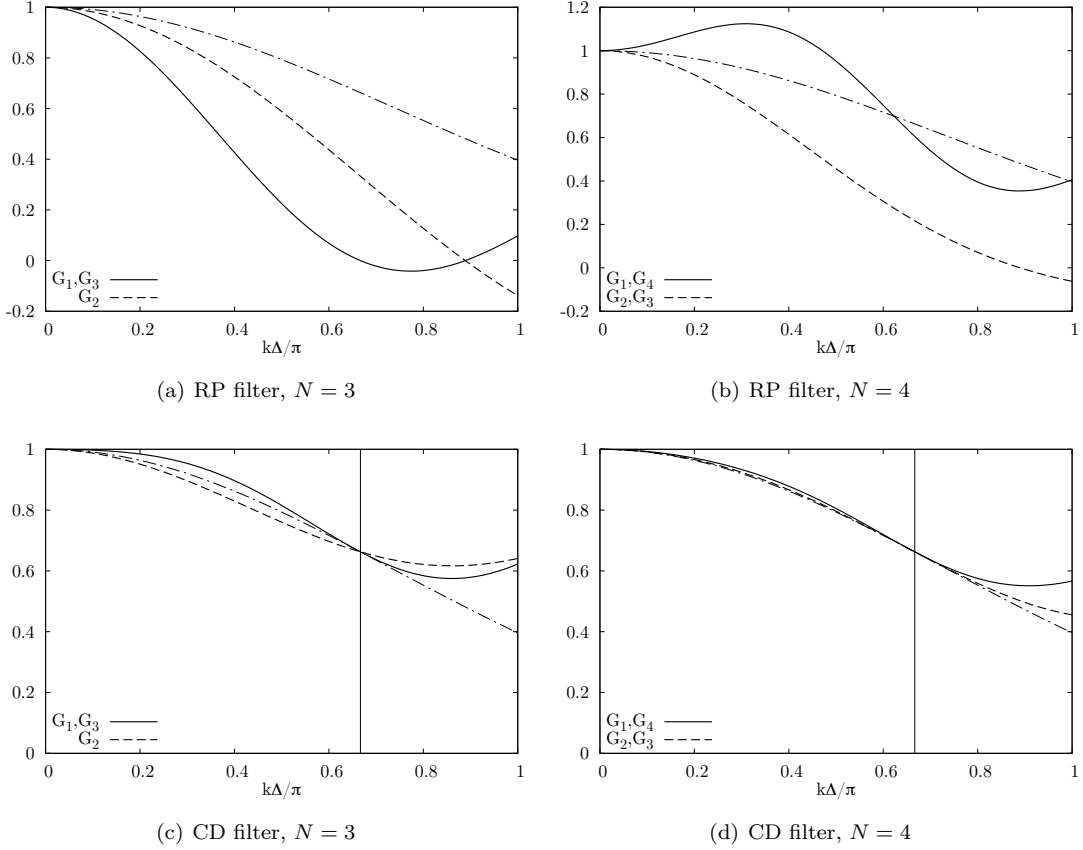 1
0.8
0.6
0.4
0.2
0
-0.2
G1,G3
G2
0 0.2 0.4 0.6 0.8 1
kΔ/π
(a) RP filter, N = 3
1.2
1
0.8
0.6
0.4
0.2
0
-0.2
G1,G4
G2,G3
0 0.2 0.4 0.6 0.8 1
kΔ/π
(b) RP filter, N = 4
1
0.8
0.6
0.4
0.2
0
G1,G3
G2
0 0.2 0.4 0.6 0.8 1
kΔ/π
(c) CD filter, N = 3
1
0.8
0.6
0.4
0.2
0
G1,G4
G2,G3
0 0.2 0.4 0.6 0.8 1
kΔ/π
(d) CD filter, N = 4